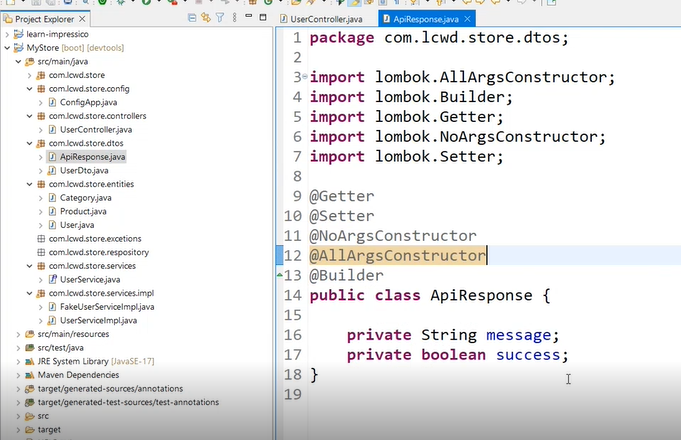 Project Explorer
learn-impressico
MyStore [boot] [devtools]
src/main/java
com.lcwd.store
com.lcwd.store.config
ConfigApp.java
com.lcwd.store.controllers
UserController.java
com.lcwd.store.dtos
ApiResponse.java
UserDto.java
com.lcwd.store.entities
Category.java
Product.java
User.java
com.lcwd.store.excetions
com.lcwd.store.respository
com.lcwd.store.services
UserService.java
com.lcwd.store.services.impl
FakeUserServiceImpl.java
UserServiceImpl.java
src/main/resources
src/test/java
JRE System Library [JavaSE-17]
Maven Dependencies
target/generated-sources/annotations
target/generated-test-sources/test-annotations
src
target
UserController.java
ApiResponse.java
1 package com.lcwd.store.dtos;
2
3 import lombok.AllArgsConstructor;
4 import lombok.Builder;
5 import lombok.Getter;
6 import lombok.NoArgsConstructor;
7 import lombok.Setter;
8
9 @Getter
10 @Setter
11 @NoArgsConstructor
12 @AllArgsConstructor
13 @Builder
14 public class ApiResponse {
15
16 private String message;
17 private boolean success;
18 }
19